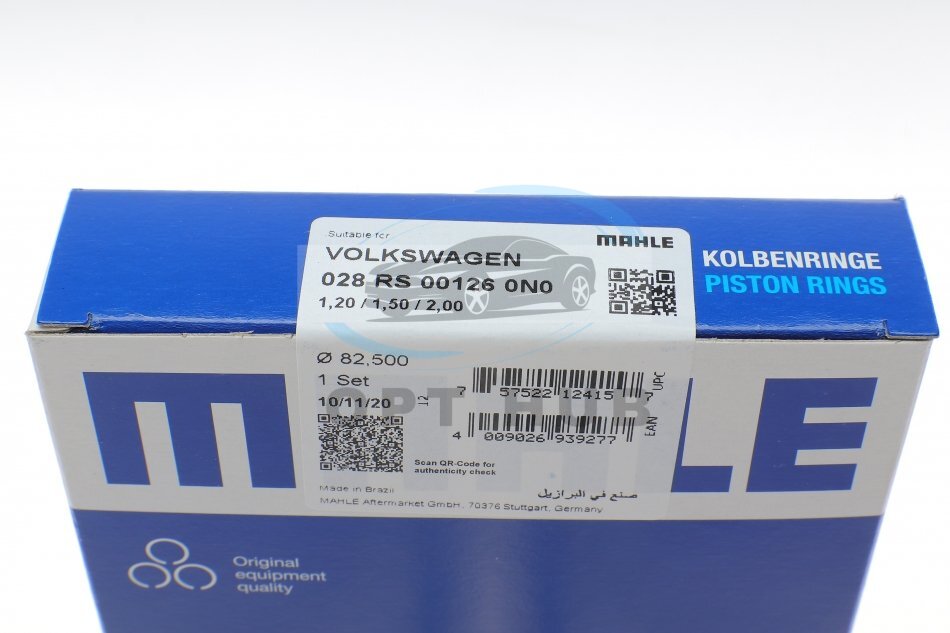 Suitable for
MAHLE
VOLKSWAGEN
028 RS 00126 0N0
1,20 / 1,50 / 2,00
KOLBENRINGE
PISTON RINGS
Ø 82,500
1 Set
10/11/20
12
7 57522 12415 7
UPC
4 009026 939277
EAN
Scan QR-Code for
authenticity check
Made in Brazil
صنع في البرازيل
MAHLE Aftermarket GmbH, 70376 Stuttgart, Germany
OPT HUB
MAHLE
Original
equipment
quality